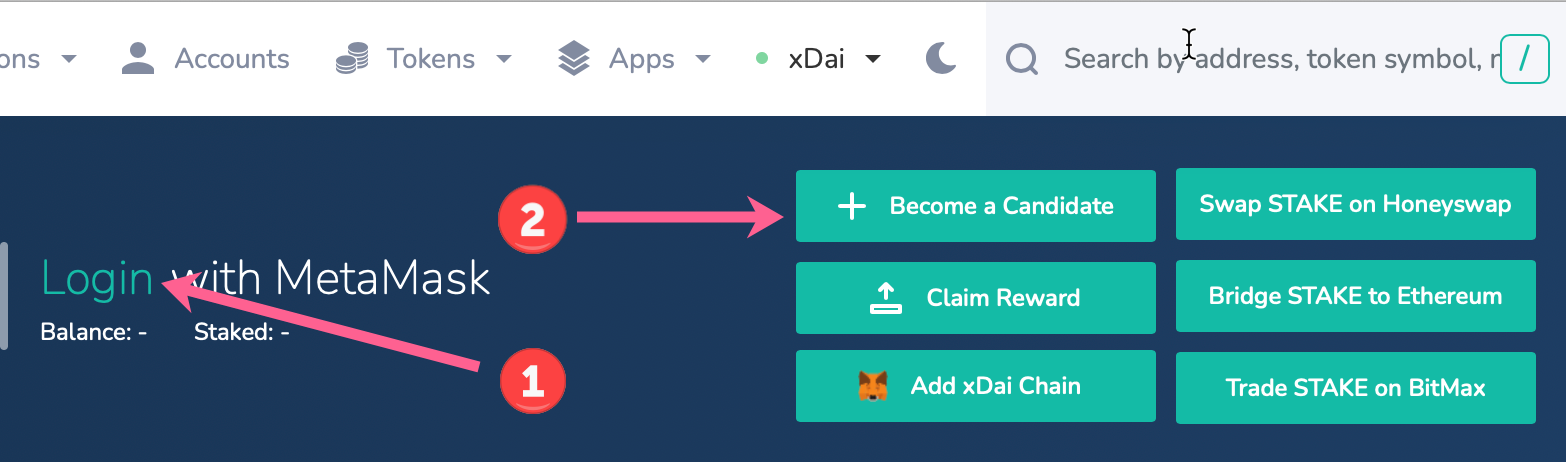 ons Accounts Tokens Apps xDai Search by address, token symbol, r /
2 Become a Candidate Swap STAKE on Honeyswap
Login with MetaMask
Claim Reward Bridge STAKE to Ethereum
Balance: - Staked: -
1 Add xDai Chain Trade STAKE on BitMax